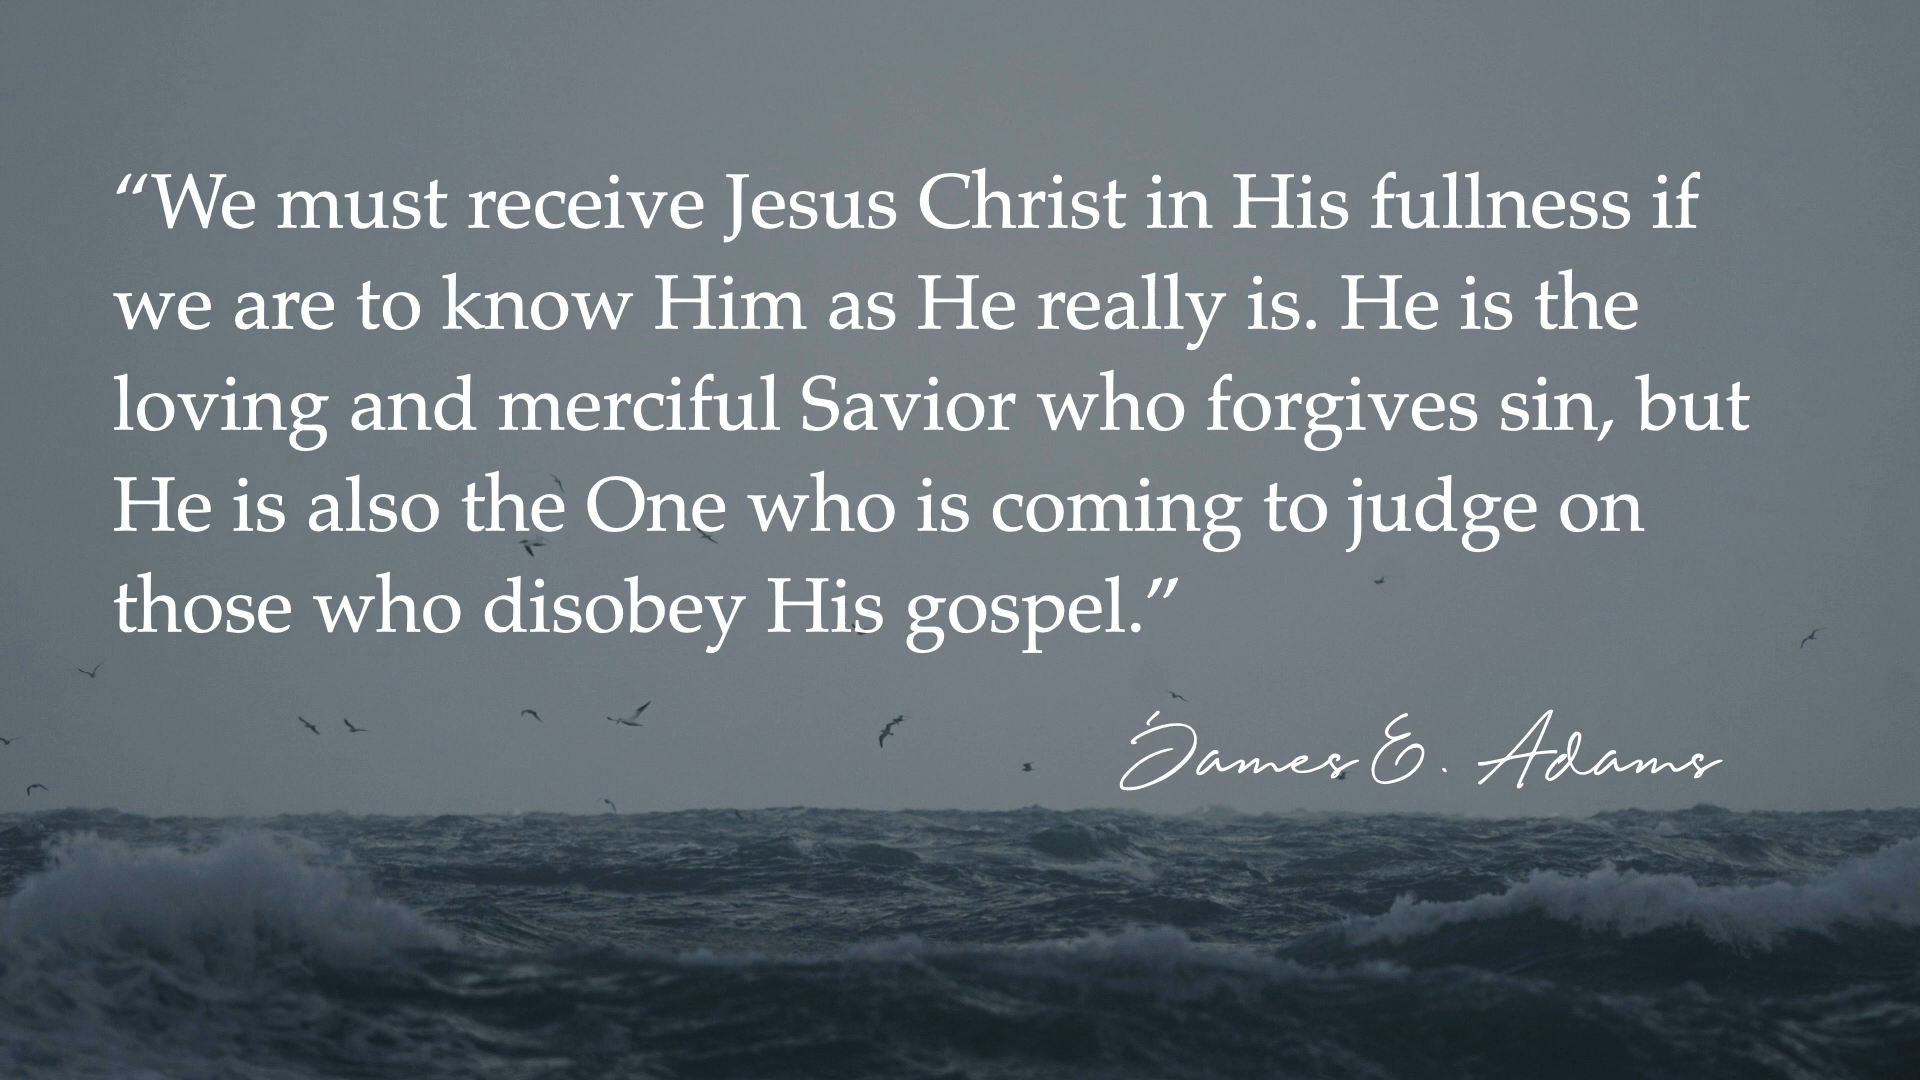 “We must receive Jesus Christ in His fullness if
we are to know Him as He really is. He is the
loving and merciful Savior who forgives sin, but
He is also the One who is coming to judge on
those who disobey His gospel.”
James E. Adams